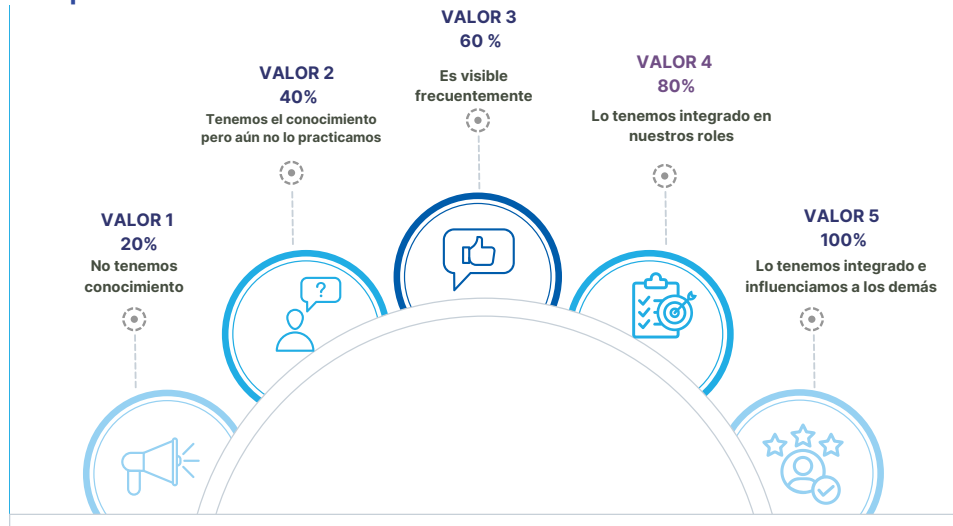 VALOR 1
20%
No tenemos
conocimiento
VALOR 2
40%
Tenemos el conocimiento
pero aún no lo practicamos
VALOR 3
60 %
Es visible
frecuentemente
VALOR 4
80%
Lo tenemos integrado en
nuestros roles
VALOR 5
100%
Lo tenemos integrado e
influenciamos a los demás
?